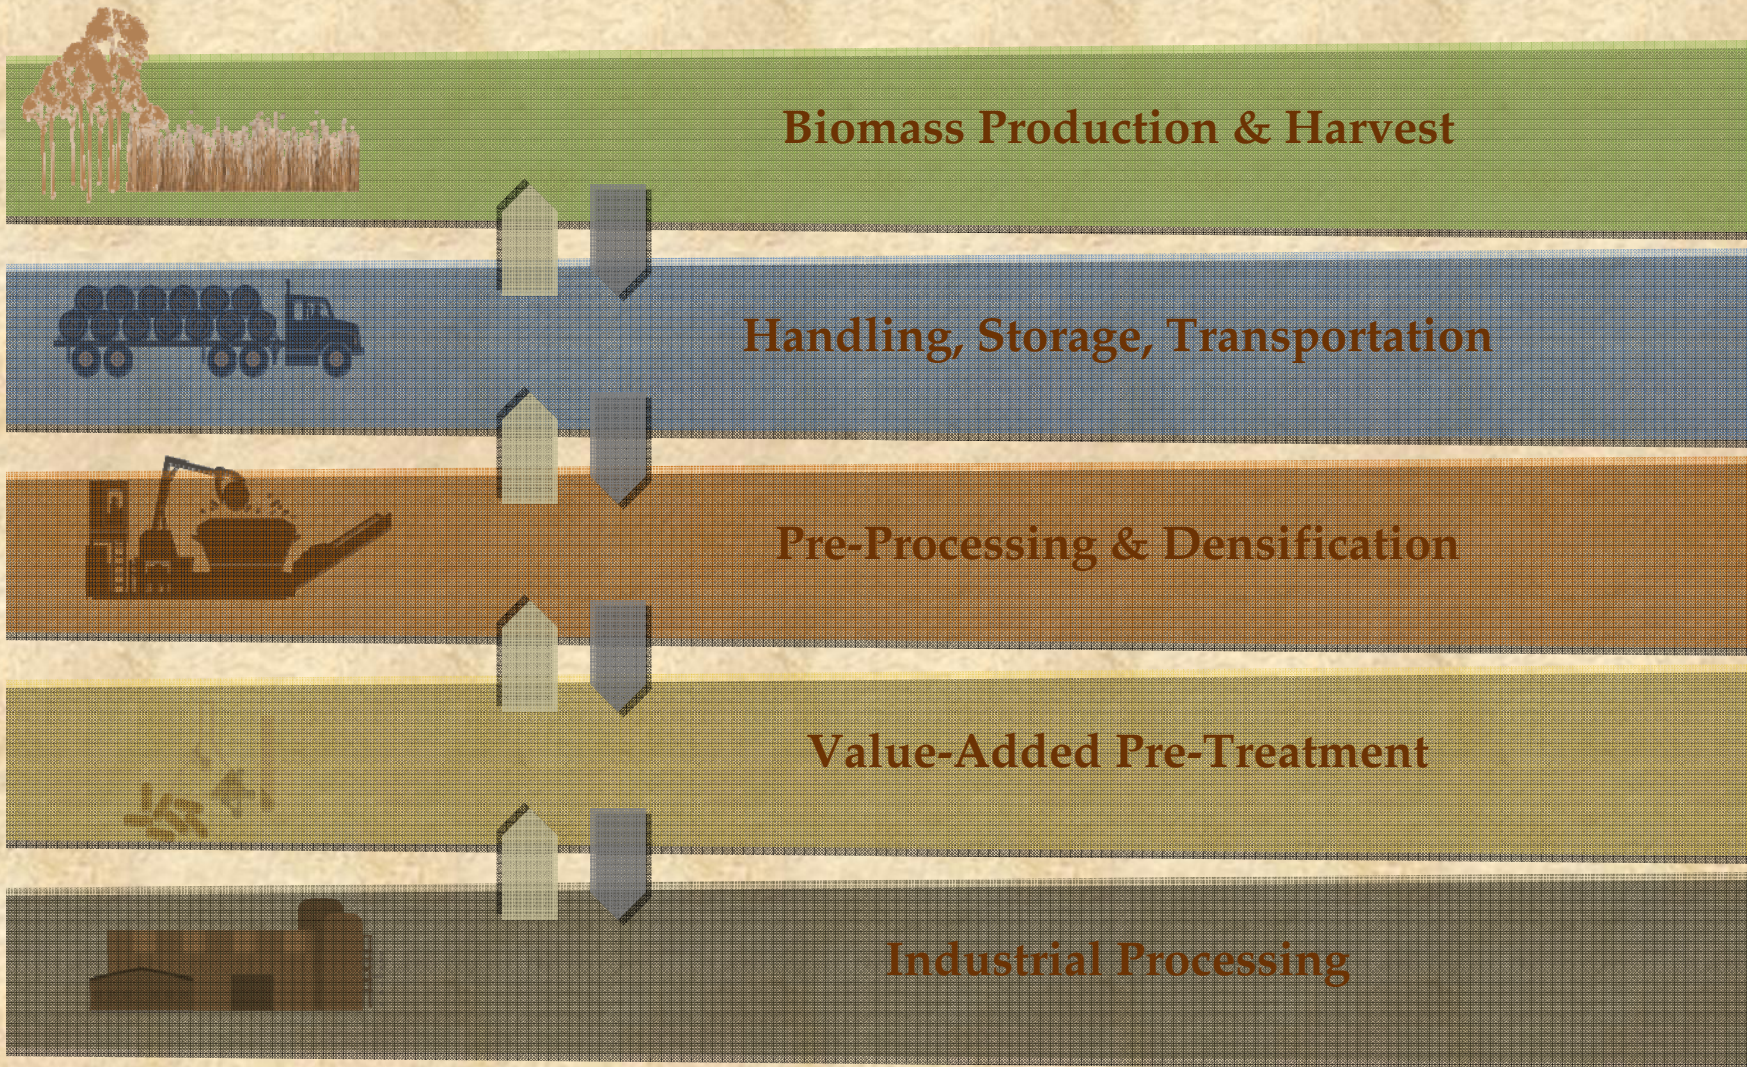 Biomass Production & Harvest
Handling, Storage, Transportation
Pre-Processing & Densification
Value-Added Pre-Treatment
Industrial Processing